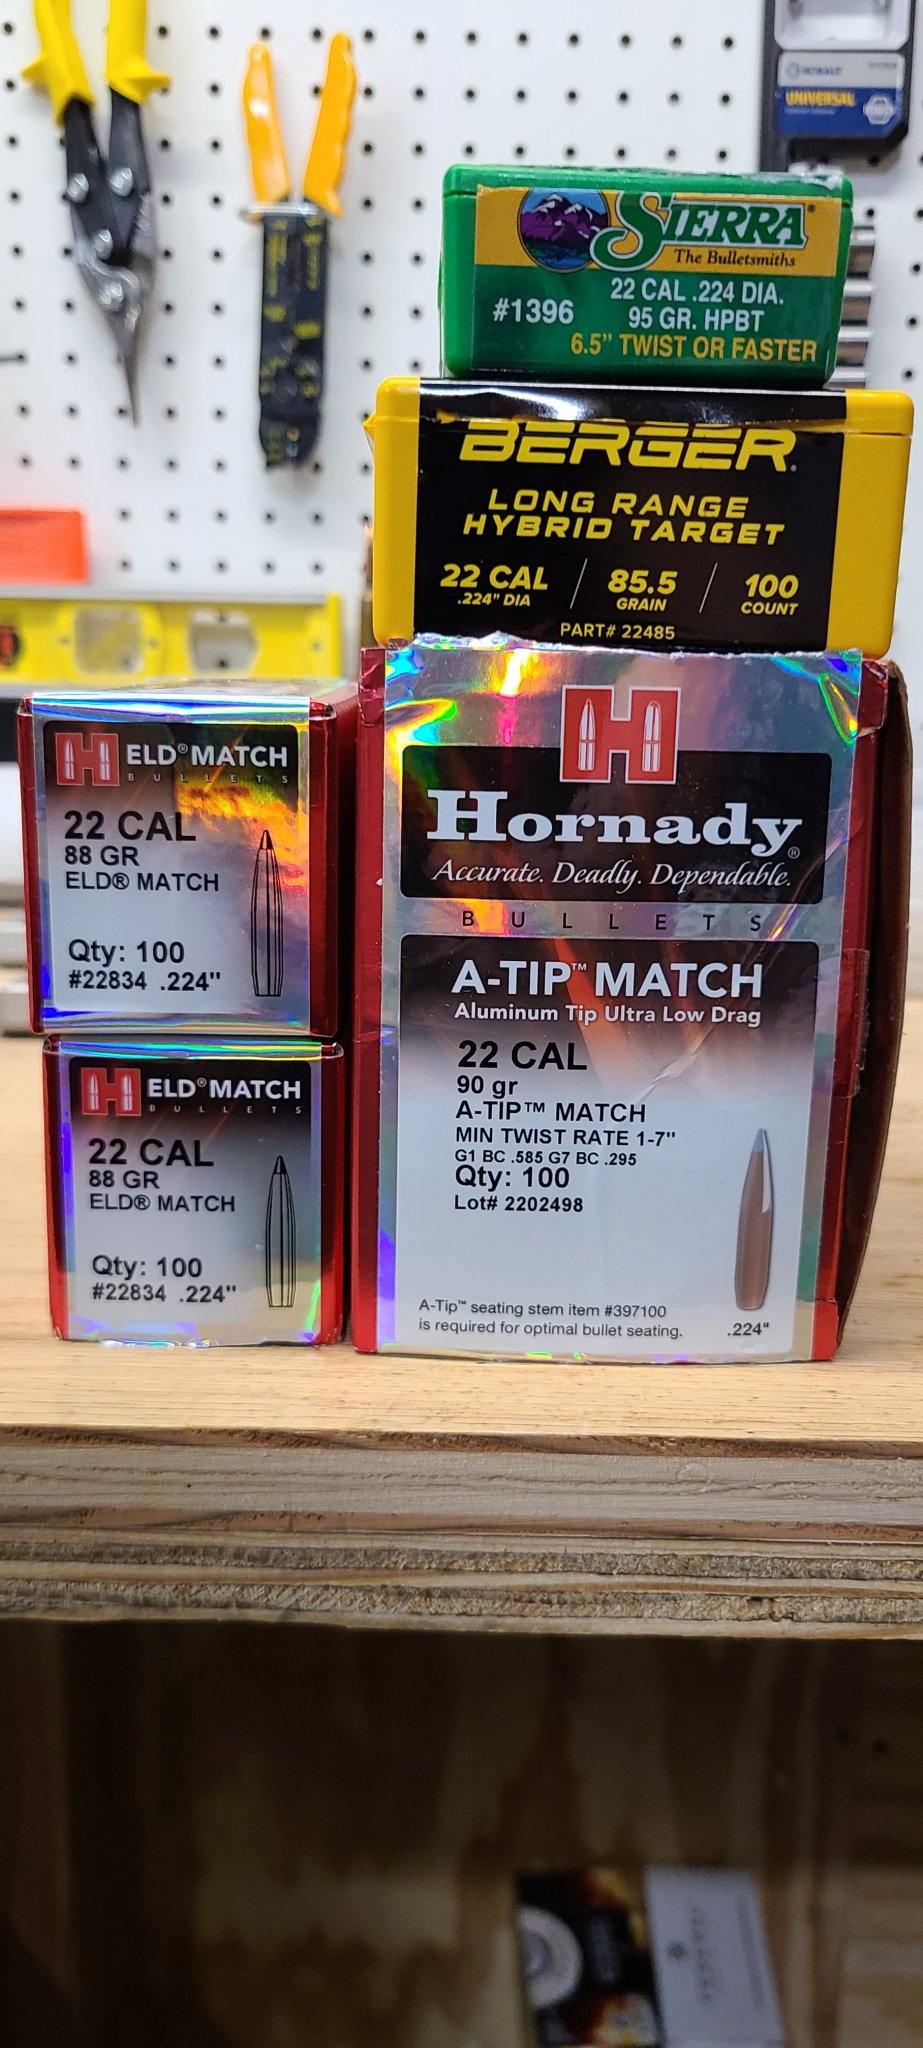 KOBALT
UNIVERSAL
SIERRA®
The Bulletsmiths
#1396
22 CAL .224 DIA.
95 GR. HPBT
6.5" TWIST OR FASTER
BERGER.
LONG RANGE
HYBRID TARGET
22 CAL
.224" DIA
85.5
GRAIN
100
COUNT
PART# 22485
H ELD® MATCH
BULLETS
22 CAL
88 GR
ELD® MATCH
Qty: 100
#22834 .224"
H ELD® MATCH
BULLETS
22 CAL
88 GR
ELD® MATCH
Qty: 100
#22834 .224"
H
Hornady®
Accurate. Deadly. Dependable.
BULLETS
A-TIP™ MATCH
Aluminum Tip Ultra Low Drag
22 CAL
90 gr
A-TIP™ MATCH
MIN TWIST RATE 1-7"
G1 BC .585 G7 BC .295
Qty: 100
Lot# 2202498
A-Tip™ seating stem item #397100
is required for optimal bullet seating.
.224"